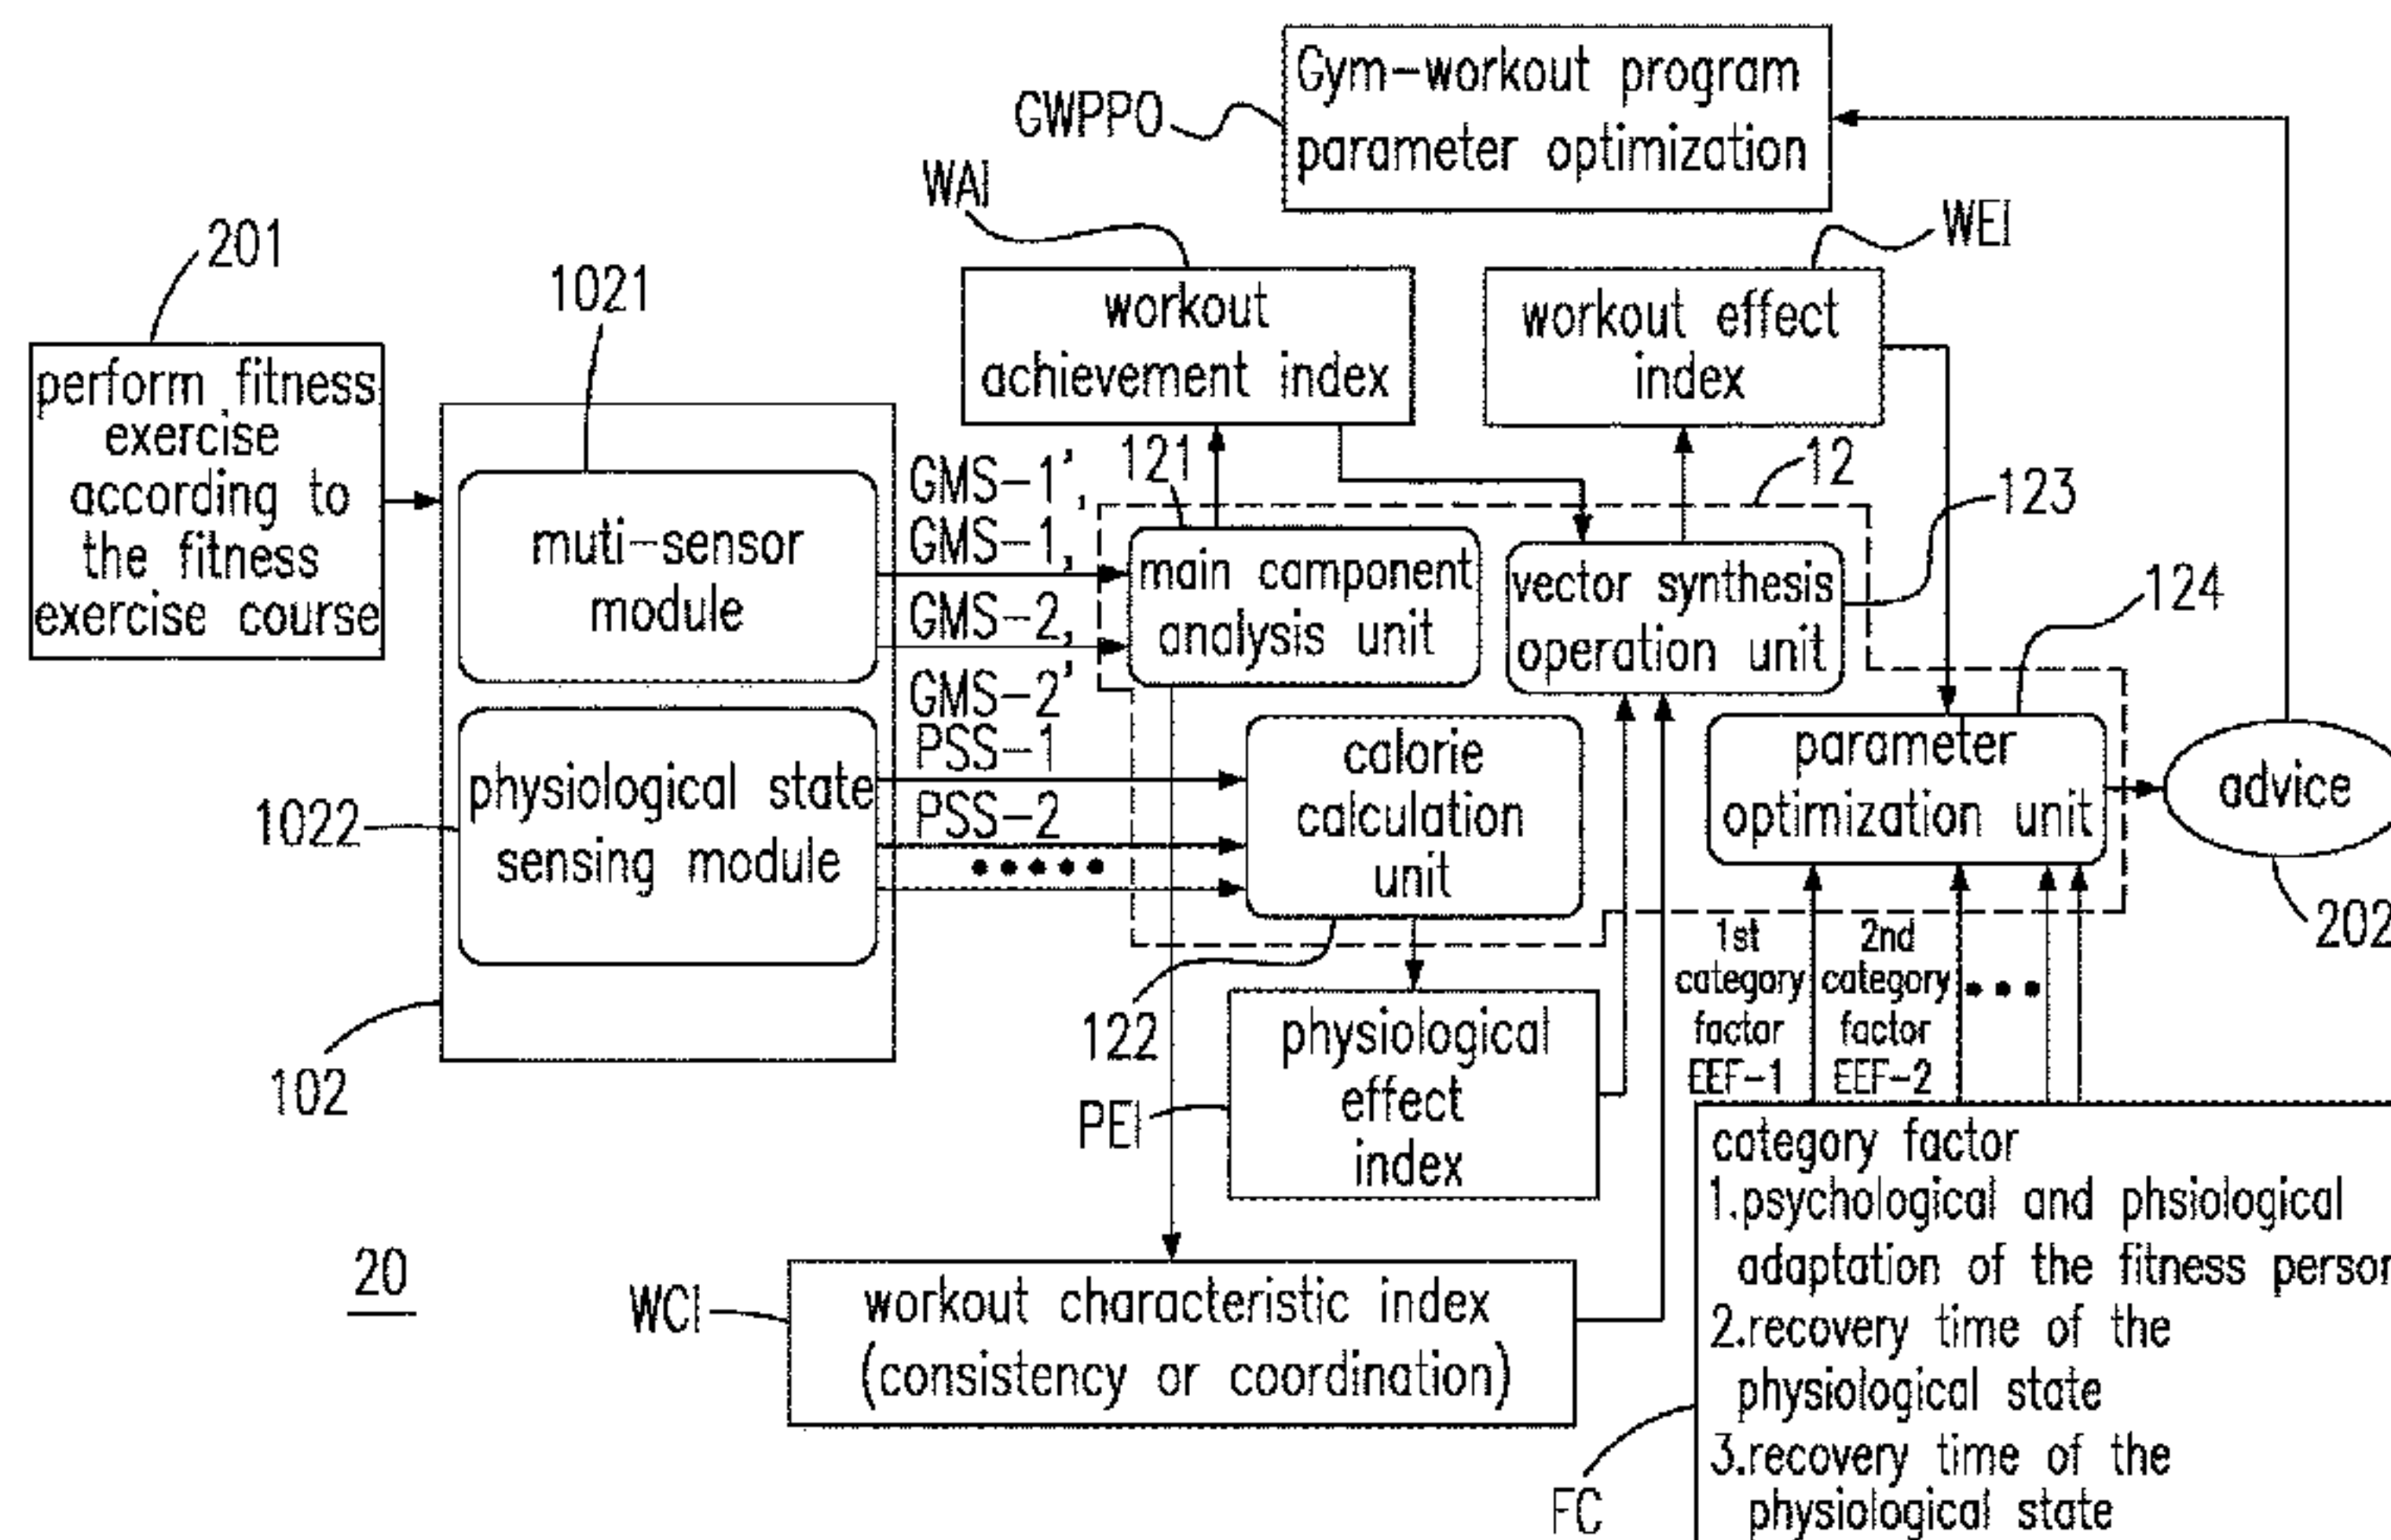 Gym-workout program
parameter optimization
GWPPO
WAI
WEI
201
1021
workout
achievement index
workout effect
index
perform fitness
exercise
according to
the fitness
exercise course
muti-sensor
module
GMS-1',
GMS-1,
GMS-2,
GMS-2'
121
12
123
main camponent
analysis unit
vector synthesis
operation unit
124
physiological state
sensing module
1022
PSS-1
PSS-2
•••••
calorie
calculation
unit
parameter
optimization unit
advice
202
102
122
1st
category
factor
EEF-1
2nd
category
factor
EEF-2
•••
physiological
effect
index
PEI
category factor
1.psychological and phsiological
adaptation of the fitness person
2.recovery time of the
physiological state
3.recovery time of the
physiological state
FC
20
WCI
workout characteristic index
(consistency or coordination)